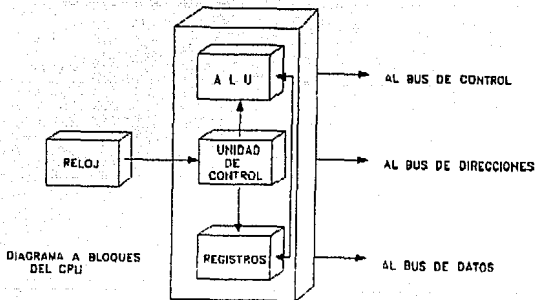 A L U
AL BUS DE CONTROL
RELOJ
UNIDAD
DE
CONTROL
AL BUS DE DIRECCIONES
DIAGRAMA A BLOQUES
DEL CPU
REGISTROS
AL BUS DE DATOS